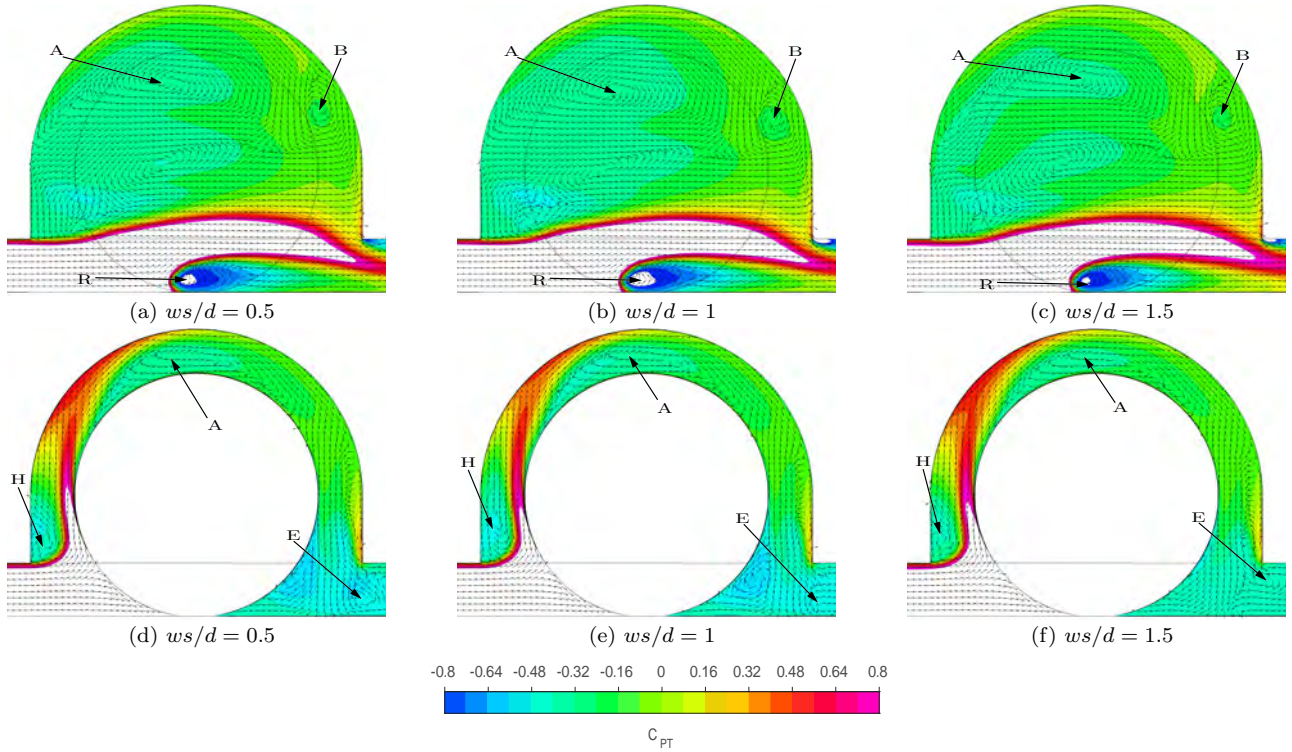 A
B
R
(a) ws/d = 0.5
A
B
R
(b) ws/d = 1
A
B
R
(c) ws/d = 1.5
H
A
E
(d) ws/d = 0.5
H
A
E
(e) ws/d = 1
H
A
E
(f) ws/d = 1.5
-0.8 -0.64 -0.48 -0.32 -0.16 0 0.16 0.32 0.48 0.64 0.8
C_PT